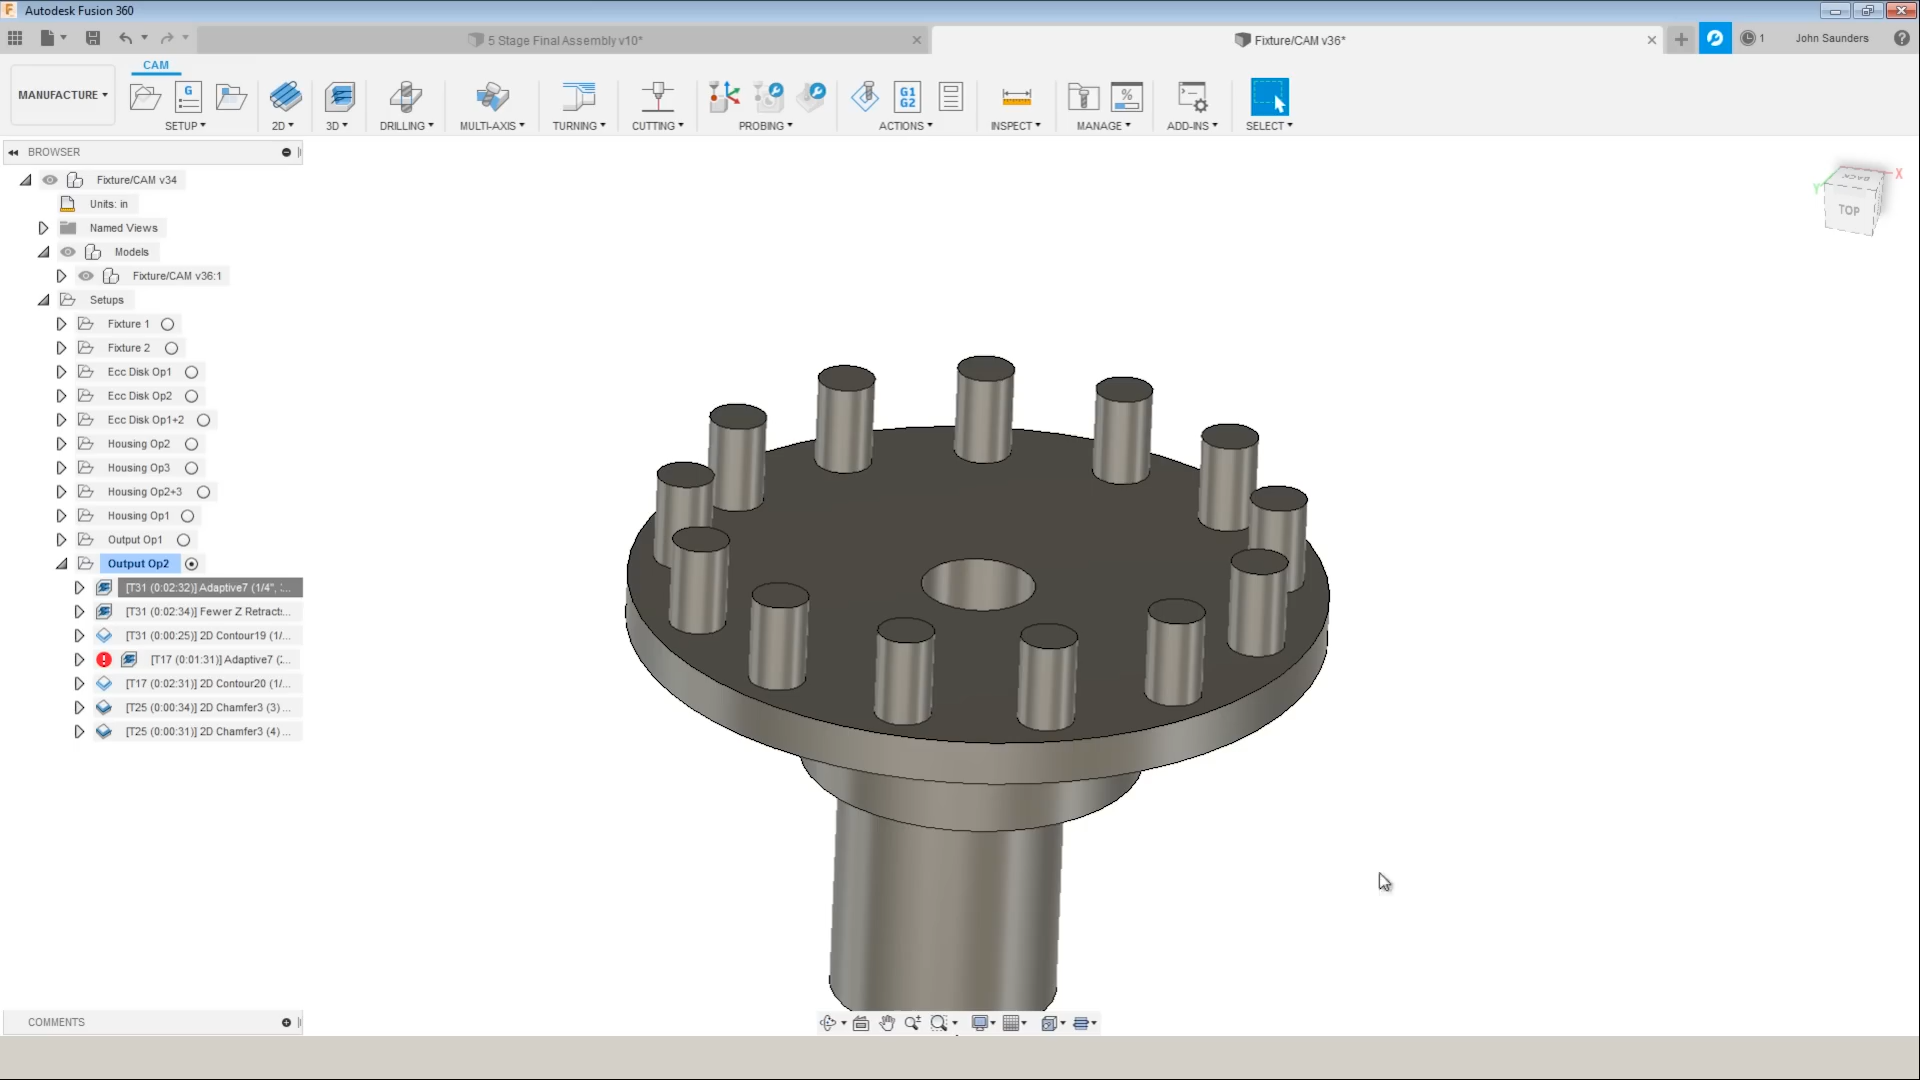 Autodesk Fusion 360
5 Stage Final Assembly v10*
Fixture/CAM v36*
1
John Saunders
CAM
MANUFACTURE
G
G1
G2
%
SETUP
2D
3D
DRILLING
MULTI-AXIS
TURNING
CUTTING
PROBING
ACTIONS
INSPECT
MANAGE
ADD-INS
SELECT
BROWSER
Fixture/CAM v34
Units: in
Named Views
Models
Fixture/CAM v36:1
Setups
Fixture 1
Fixture 2
Ecc Disk Op1
Ecc Disk Op2
Ecc Disk Op1+2
Housing Op2
Housing Op3
Housing Op2+3
Housing Op1
Output Op1
Output Op2
[T31 (0:02:32)] Adaptive7 (1/4", ...
[T31 (0:02:34)] Fewer Z Retract...
[T31 (0:00:25)] 2D Contour19 (1/...
[T17 (0:01:31)] Adaptive7 (...
[T17 (0:02:31)] 2D Contour20 (1/...
[T25 (0:00:34)] 2D Chamfer3 (3) ...
[T25 (0:00:31)] 2D Chamfer3 (4) ...
BACK
X
Y
TOP
COMMENTS